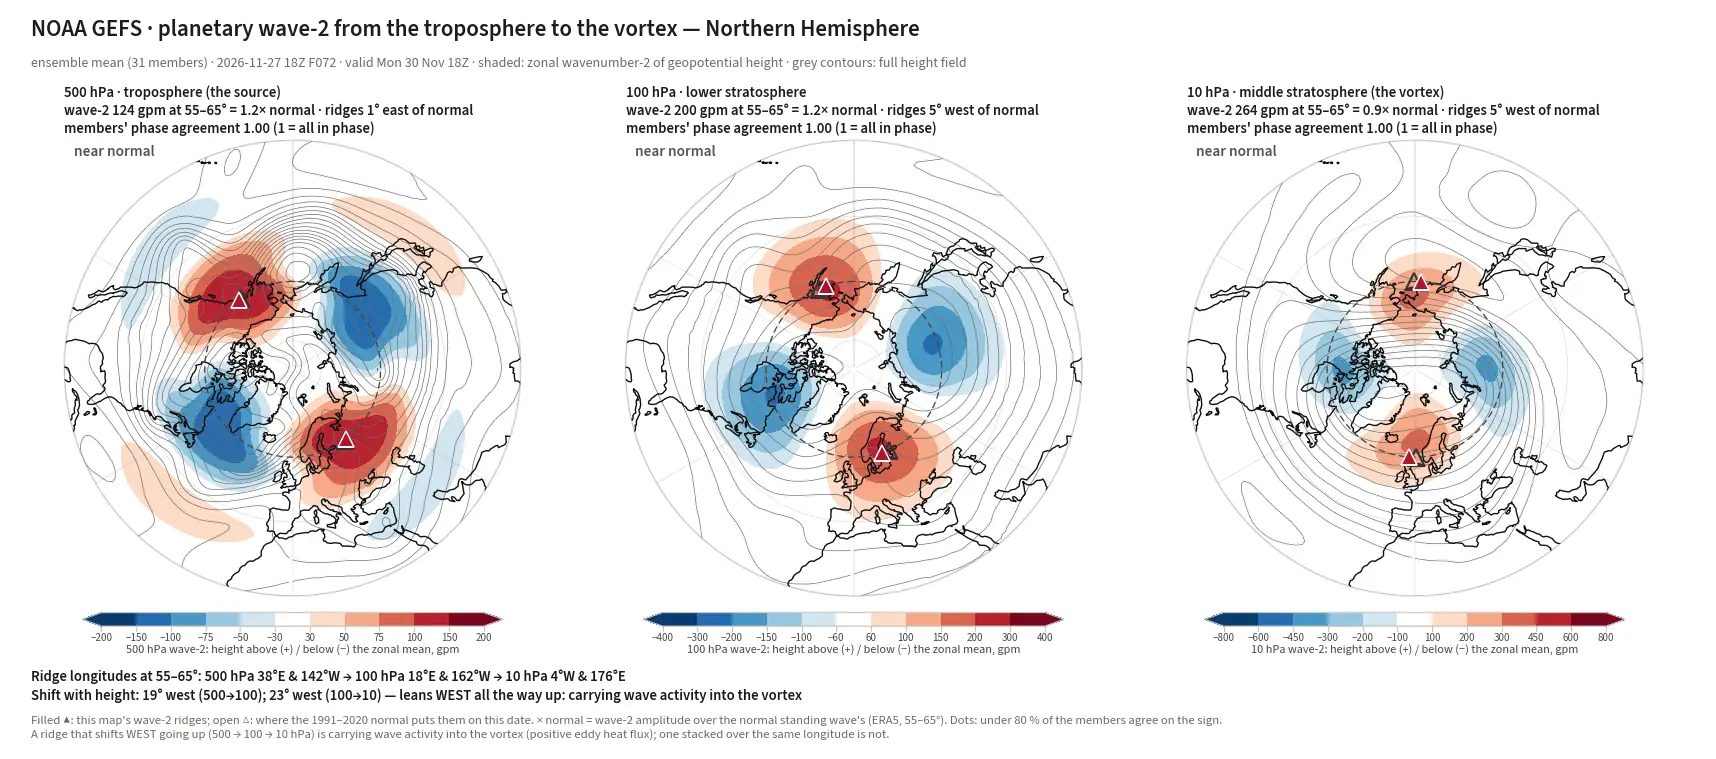 NOAA GEFS · planetary wave-2 from the troposphere to the vortex — Northern Hemisphere
ensemble mean (31 members) · 2026-11-27 18Z F072 · valid Mon 30 Nov 18Z · shaded: zonal wavenumber-2 of geopotential height · grey contours: full height field
500 hPa · troposphere (the source)
wave-2 124 gpm at 55–65° = 1.2× normal · ridges 1° east of normal
members' phase agreement 1.00 (1 = all in phase)
near normal
100 hPa · lower stratosphere
wave-2 200 gpm at 55–65° = 1.2× normal · ridges 5° west of normal
members' phase agreement 1.00 (1 = all in phase)
near normal
10 hPa · middle stratosphere (the vortex)
wave-2 264 gpm at 55–65° = 0.9× normal · ridges 5° west of normal
members' phase agreement 1.00 (1 = all in phase)
near normal
−200 −150 −100 −75 −50 −30 30 50 75 100 150 200
500 hPa wave-2: height above (+) / below (−) the zonal mean, gpm
−400 −300 −200 −150 −100 −60 60 100 150 200 300 400
100 hPa wave-2: height above (+) / below (−) the zonal mean, gpm
−800 −600 −450 −300 −200 −100 100 200 300 450 600 800
10 hPa wave-2: height above (+) / below (−) the zonal mean, gpm
Ridge longitudes at 55–65°: 500 hPa 38°E & 142°W → 100 hPa 18°E & 162°W → 10 hPa 4°W & 176°E
Shift with height: 19° west (500→100); 23° west (100→10) — leans WEST all the way up: carrying wave activity into the vortex
Filled ▲: this map's wave-2 ridges; open △: where the 1991–2020 normal puts them on this date. × normal = wave-2 amplitude over the normal standing wave's (ERA5, 55–65°). Dots: under 80 % of the members agree on the sign.
A ridge that shifts WEST going up (500 → 100 → 10 hPa) is carrying wave activity into the vortex (positive eddy heat flux); one stacked over the same longitude is not.